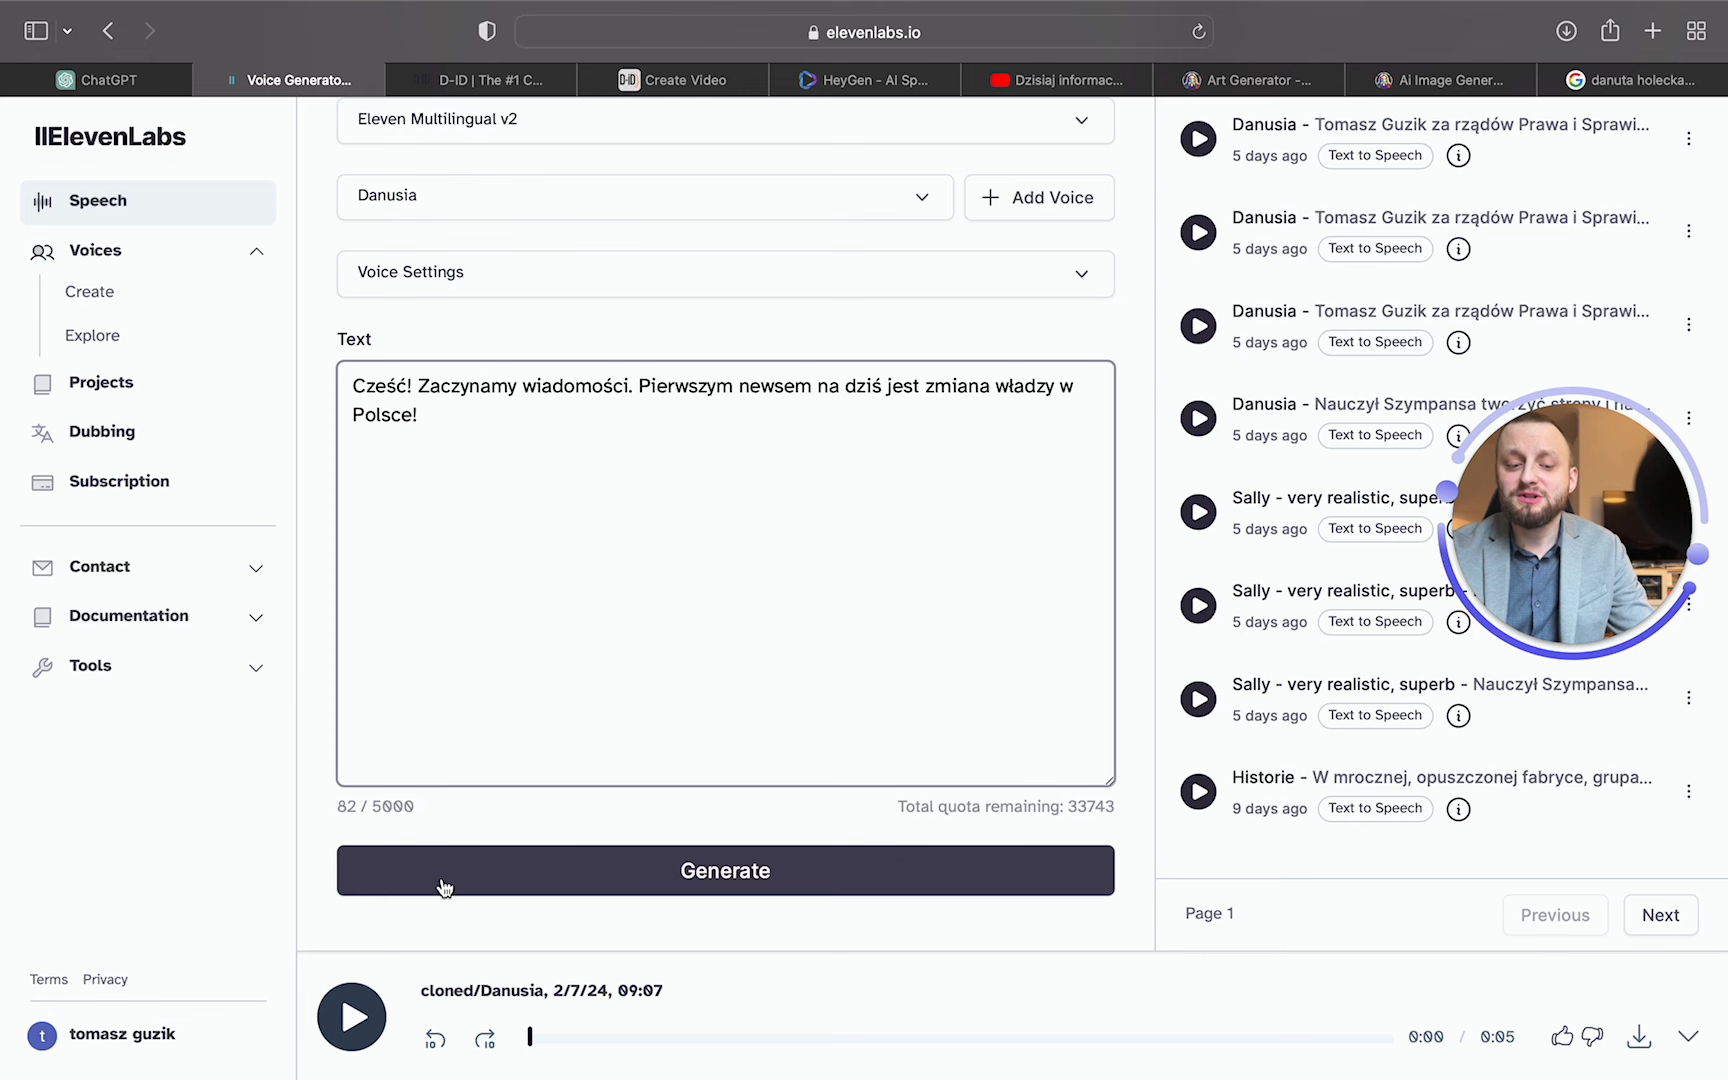 elevenlabs.io
ChatGPT
Voice Generato...
D-ID | The #1 C...
D-ID Create Video
HeyGen - AI Sp...
Dzisiaj informac...
Art Generator -...
Ai Image Gener...
danuta holecka...
IIElevenLabs
Speech
Voices
Create
Explore
Projects
Dubbing
Subscription
Contact
Documentation
Tools
Terms Privacy
t tomasz guzik
Eleven Multilingual v2
Danusia
+ Add Voice
Voice Settings
Text
Cześć! Zaczynamy wiadomości. Pierwszym newsem na dziś jest zmiana władzy w
Polsce!
82 / 5000
Total quota remaining: 33743
Generate
Danusia - Tomasz Guzik za rządów Prawa i Sprawi...
5 days ago Text to Speech
Danusia - Tomasz Guzik za rządów Prawa i Sprawi...
5 days ago Text to Speech
Danusia - Tomasz Guzik za rządów Prawa i Sprawi...
5 days ago Text to Speech
Danusia - Nauczył Szympansa tworzyć strony i na...
5 days ago Text to Speech
Sally - very realistic, superb
5 days ago Text to Speech
Sally - very realistic, superb -
5 days ago Text to Speech
Sally - very realistic, superb - Nauczył Szympansa...
5 days ago Text to Speech
Historie - W mrocznej, opuszczonej fabryce, grupa...
9 days ago Text to Speech
Page 1
Previous
Next
cloned/Danusia, 2/7/24, 09:07
10
10
0:00 / 0:05